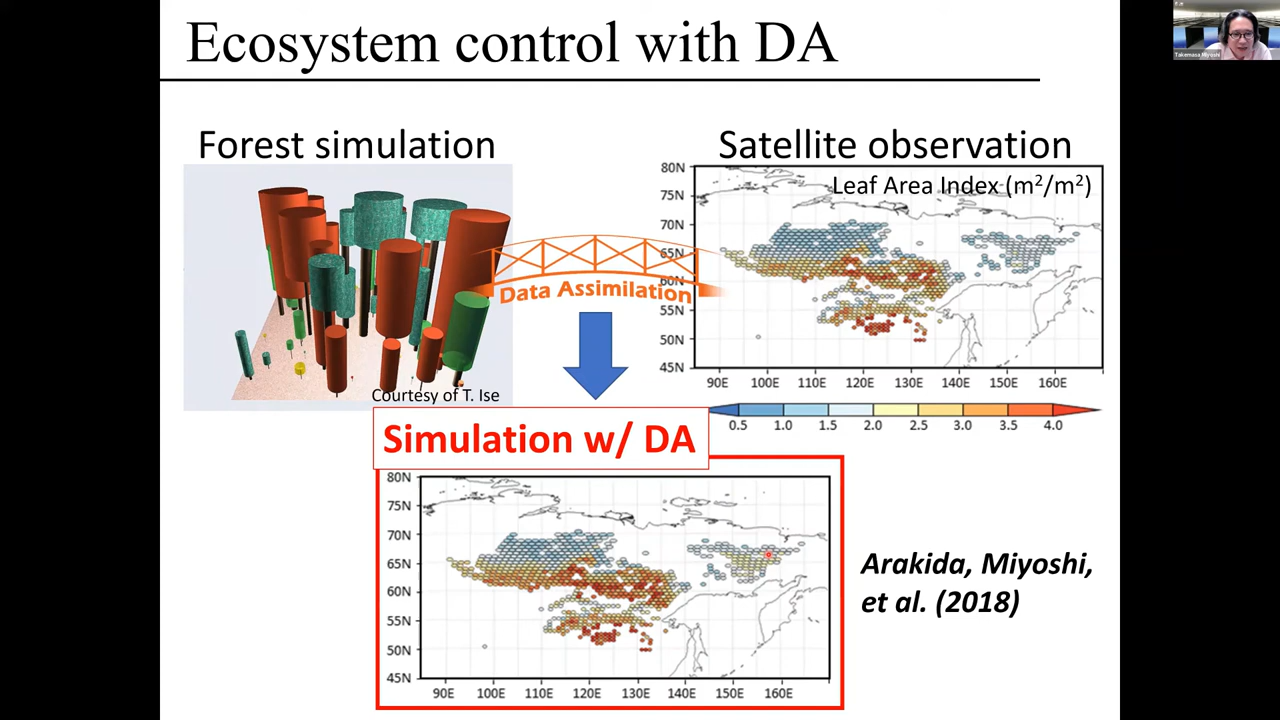 Ecosystem control with DA
Takemasa Miyoshi
Forest simulation
Courtesy of T. Ise
Data Assimilation
Satellite observation
Leaf Area Index (m²/m²)
80N
75N
70N
65N
60N
55N
50N
45N
90E 100E 110E 120E 130E 140E 150E 160E
0.5 1.0 1.5 2.0 2.5 3.0 3.5 4.0
Simulation w/ DA
80N
75N
70N
65N
60N
55N
50N
45N
90E 100E 110E 120E 130E 140E 150E 160E
Arakida, Miyoshi,
et al. (2018)